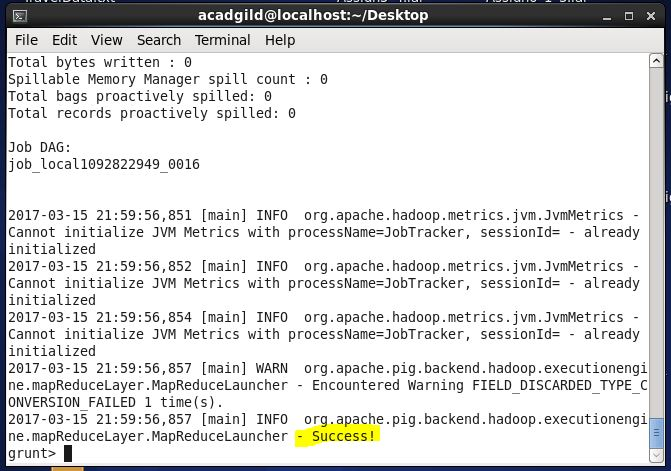 acadgild@localhost:~/Desktop
File Edit View Search Terminal Help
Total bytes written : 0
Spillable Memory Manager spill count : 0
Total bags proactively spilled: 0
Total records proactively spilled: 0
Job DAG:
job_local1092822949_0016
2017-03-15 21:59:56,851 [main] INFO  org.apache.hadoop.metrics.jvm.JvmMetrics -
Cannot initialize JVM Metrics with processName=JobTracker, sessionId= - already
initialized
2017-03-15 21:59:56,852 [main] INFO  org.apache.hadoop.metrics.jvm.JvmMetrics -
Cannot initialize JVM Metrics with processName=JobTracker, sessionId= - already
initialized
2017-03-15 21:59:56,854 [main] INFO  org.apache.hadoop.metrics.jvm.JvmMetrics -
Cannot initialize JVM Metrics with processName=JobTracker, sessionId= - already
initialized
2017-03-15 21:59:56,857 [main] WARN  org.apache.pig.backend.hadoop.executionengi
ne.mapReduceLayer.MapReduceLauncher - Encountered Warning FIELD_DISCARDED_TYPE_C
ONVERSION_FAILED 1 time(s).
2017-03-15 21:59:56,857 [main] INFO  org.apache.pig.backend.hadoop.executionengi
ne.mapReduceLayer.MapReduceLauncher - Success!
grunt>